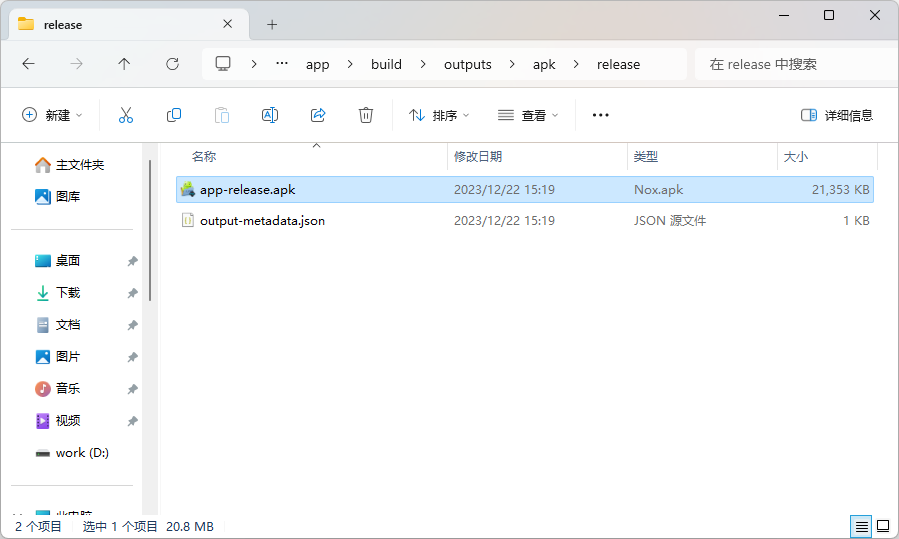 release
app
build
outputs
apk
release
在 release 中搜索
新建
排序
查看
详细信息
名称
修改日期
类型
大小
主文件夹
图库
桌面
下载
文档
图片
音乐
视频
work (D:)
app-release.apk 2023/12/22 15:19 Nox.apk 21,353 KB
output-metadata.json 2023/12/22 15:19 JSON 源文件 1 KB
此电脑
2 个项目 选中 1 个项目 20.8 MB